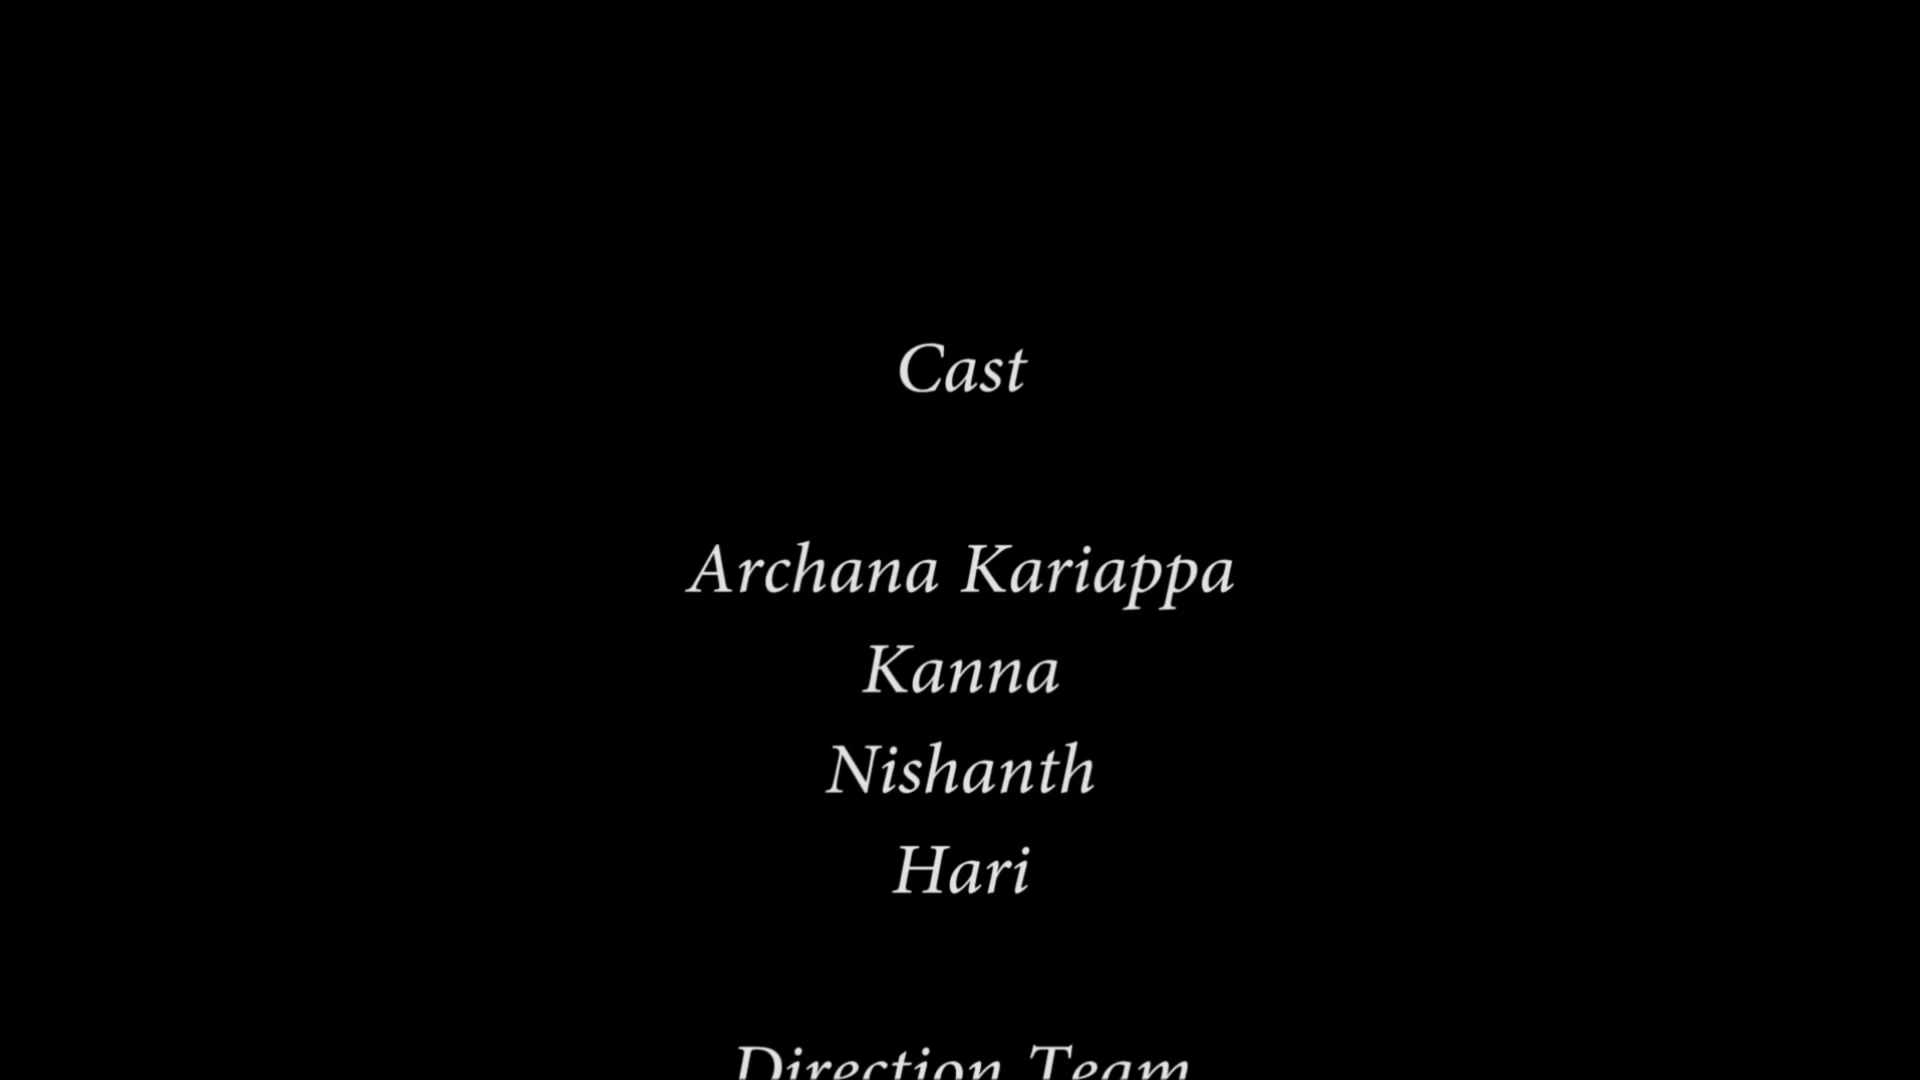 Cast
Archana Kariappa
Kanna
Nishanth
Hari
Direction Team